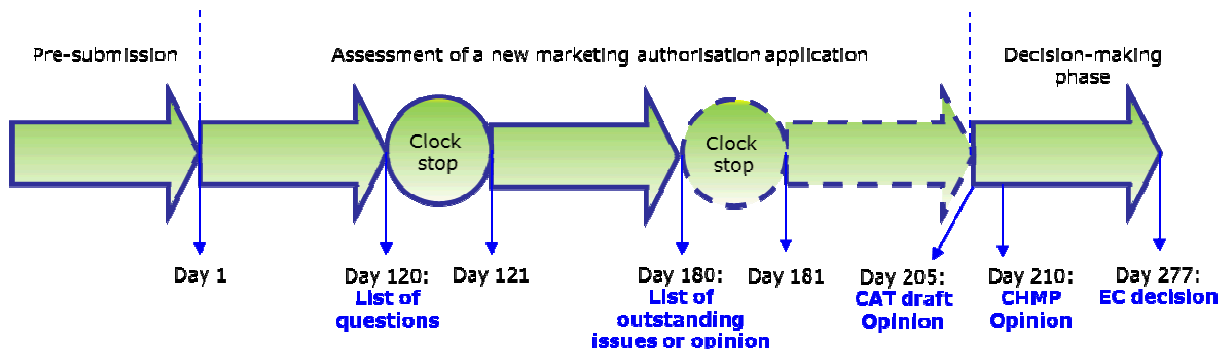 Pre-submission
Assessment of a new marketing authorisation application
Decision-making
phase
Clock
stop
Clock
stop
Day 1
Day 120:
List of
questions
Day 121
Day 180:
List of
outstanding
issues or opinion
Day 181
Day 205:
CAT draft
Opinion
Day 210:
CHMP
Opinion
Day 277:
EC decision